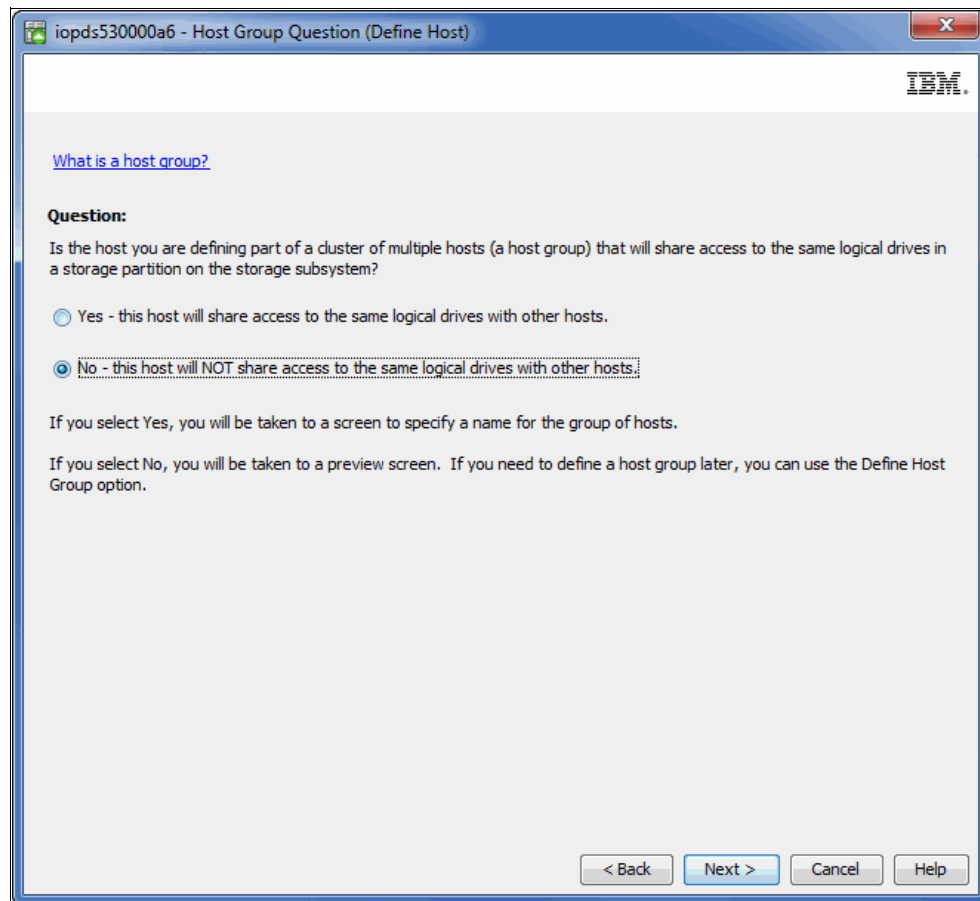 iopds530000a6 - Host Group Question (Define Host)
IBM.
What is a host group?
Question:
Is the host you are defining part of a cluster of multiple hosts (a host group) that will share access to the same logical drives in
a storage partition on the storage subsystem?
Yes - this host will share access to the same logical drives with other hosts.
No - this host will NOT share access to the same logical drives with other hosts.
If you select Yes, you will be taken to a screen to specify a name for the group of hosts.
If you select No, you will be taken to a preview screen. If you need to define a host group later, you can use the Define Host
Group option.
< Back Next > Cancel Help